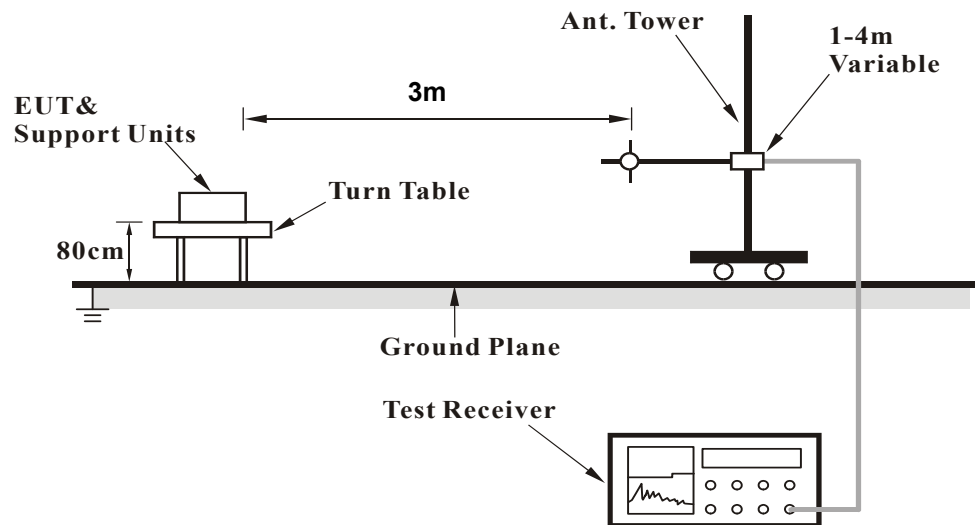 Ant. Tower
1-4m
Variable
3m
EUT&
Support Units
Turn Table
80cm
Ground Plane
Test Receiver